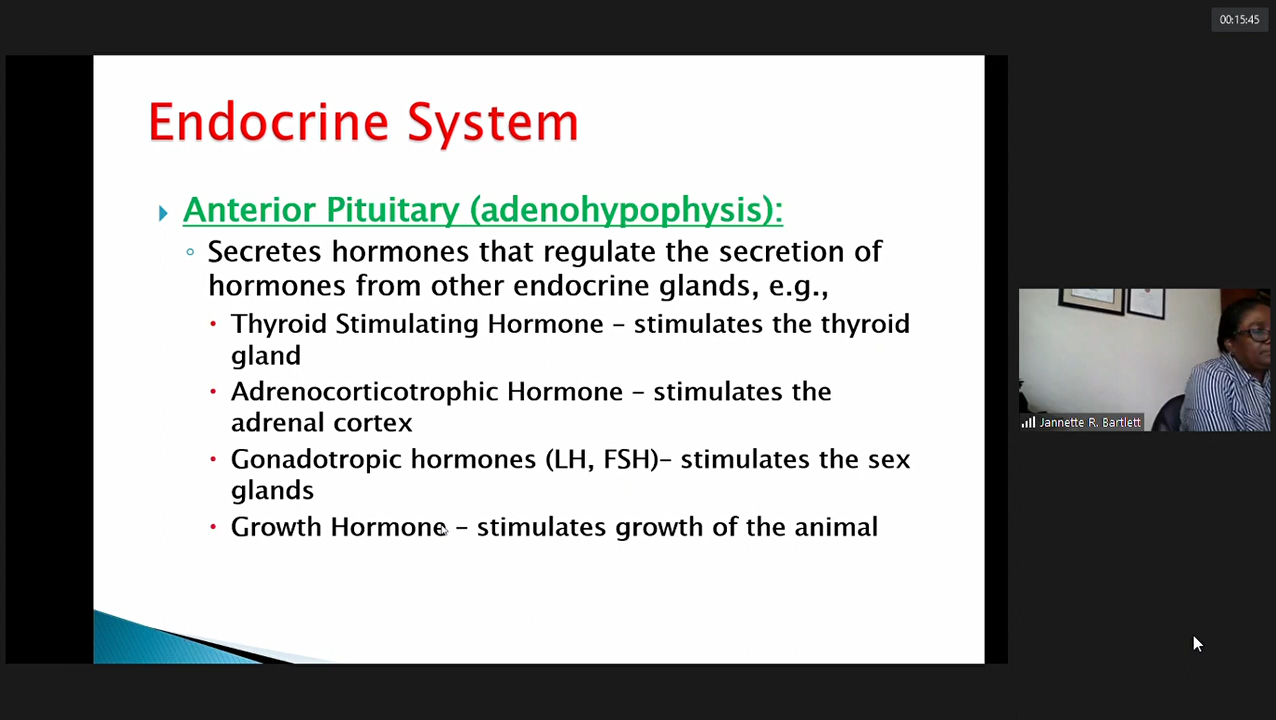 00:15:45
Endocrine System
Anterior Pituitary (adenohypophysis):
Secretes hormones that regulate the secretion of
hormones from other endocrine glands, e.g.,
Thyroid Stimulating Hormone – stimulates the thyroid
gland
Adrenocorticotrophic Hormone – stimulates the
adrenal cortex
Gonadotropic hormones (LH, FSH)– stimulates the sex
glands
Growth Hormone – stimulates growth of the animal
Jannette R. Bartlett